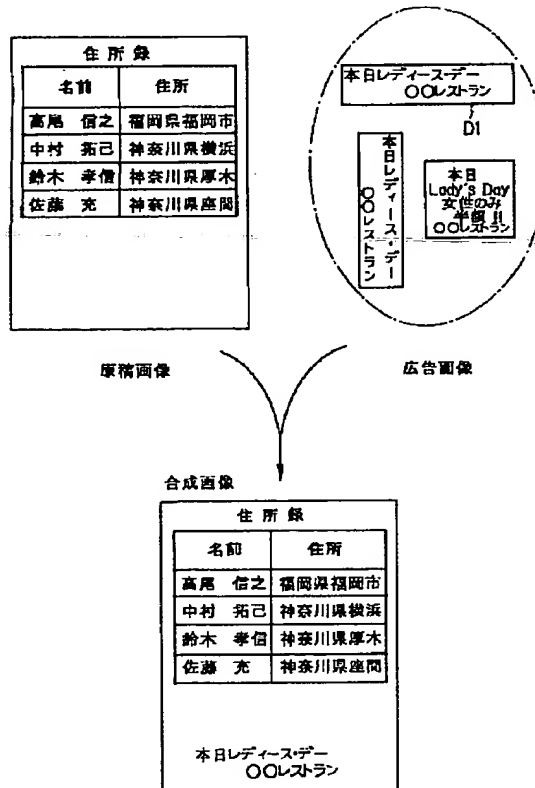 住所録
名前 住所
高尾 信之 福岡県福岡市
中村 拓己 神奈川県横浜
鈴木 孝信 神奈川県厚木
佐藤 充 神奈川県座間
原稿画像
本日レディース・デー
○○レストラン
D1
本日レディース・デー
○○レストラン
本日
Lady's Day
女性のみ
半額!!
○○レストラン
広告画像
合成画像
住所録
名前 住所
高尾 信之 福岡県福岡市
中村 拓己 神奈川県横浜
鈴木 孝信 神奈川県厚木
佐藤 充 神奈川県座間
本日レディース・デー
○○レストラン